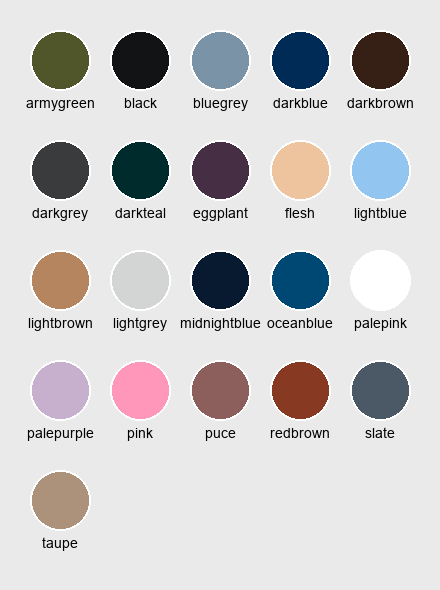 armygreen black bluegrey darkblue darkbrown
darkgrey darkteal eggplant flesh lightblue
lightbrown lightgrey midnightblue oceanblue palepink
palepurple pink puce redbrown slate
taupe